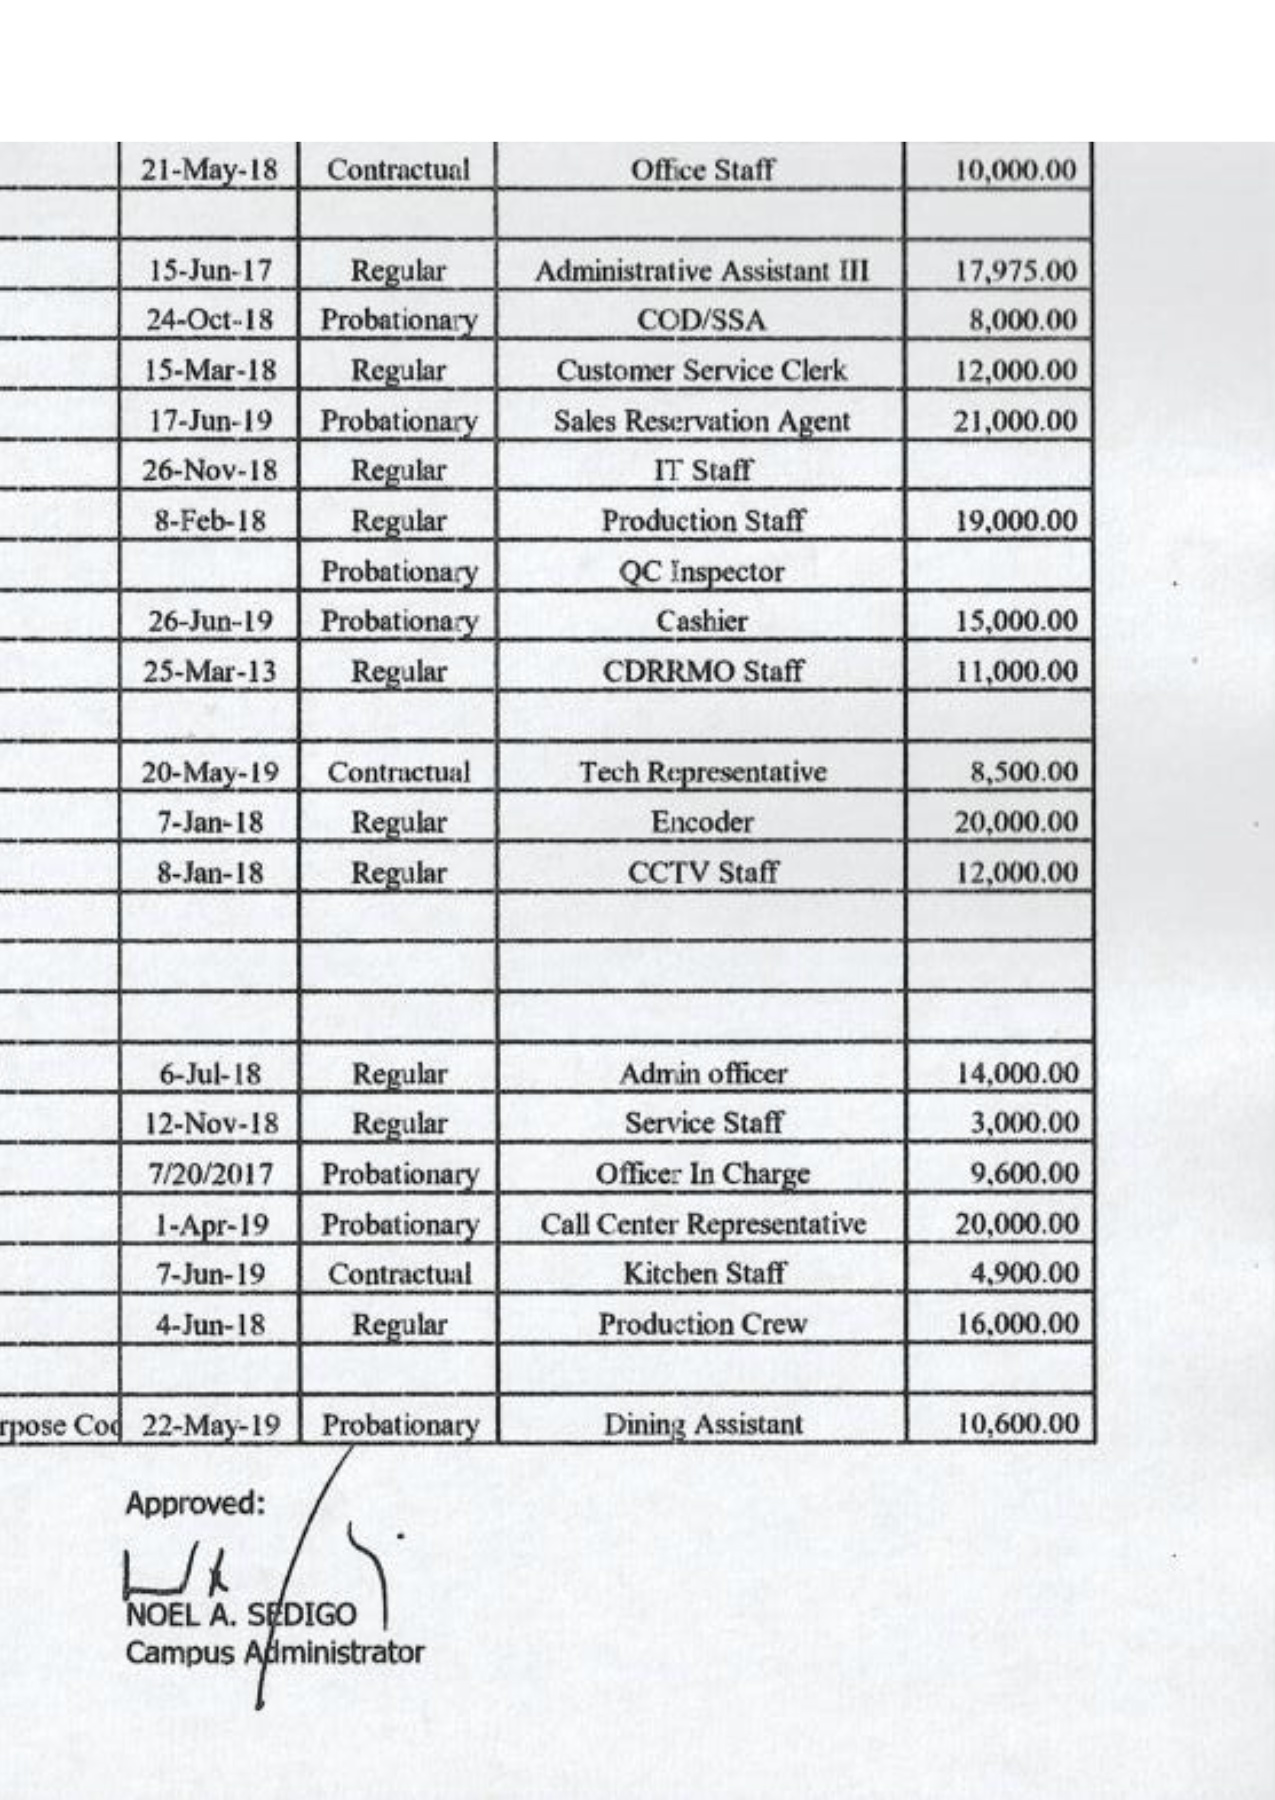 21-May-18 Contractual Office Staff 10,000.00
15-Jun-17 Regular Administrative Assistant III 17,975.00
24-Oct-18 Probationary COD/SSA 8,000.00
15-Mar-18 Regular Customer Service Clerk 12,000.00
17-Jun-19 Probationary Sales Reservation Agent 21,000.00
26-Nov-18 Regular IT Staff
8-Feb-18 Regular Production Staff 19,000.00
Probationary QC Inspector
26-Jun-19 Probationary Cashier 15,000.00
25-Mar-13 Regular CDRRMO Staff 11,000.00
20-May-19 Contractual Tech Representative 8,500.00
7-Jan-18 Regular Encoder 20,000.00
8-Jan-18 Regular CCTV Staff 12,000.00
6-Jul-18 Regular Admin officer 14,000.00
12-Nov-18 Regular Service Staff 3,000.00
7/20/2017 Probationary Officer In Charge 9,600.00
1-Apr-19 Probationary Call Center Representative 20,000.00
7-Jun-19 Contractual Kitchen Staff 4,900.00
4-Jun-18 Regular Production Crew 16,000.00
rpose Coo 22-May-19 Probationary Dining Assistant 10,600.00
Approved:
NOEL A. SEDIGO
Campus Administrator